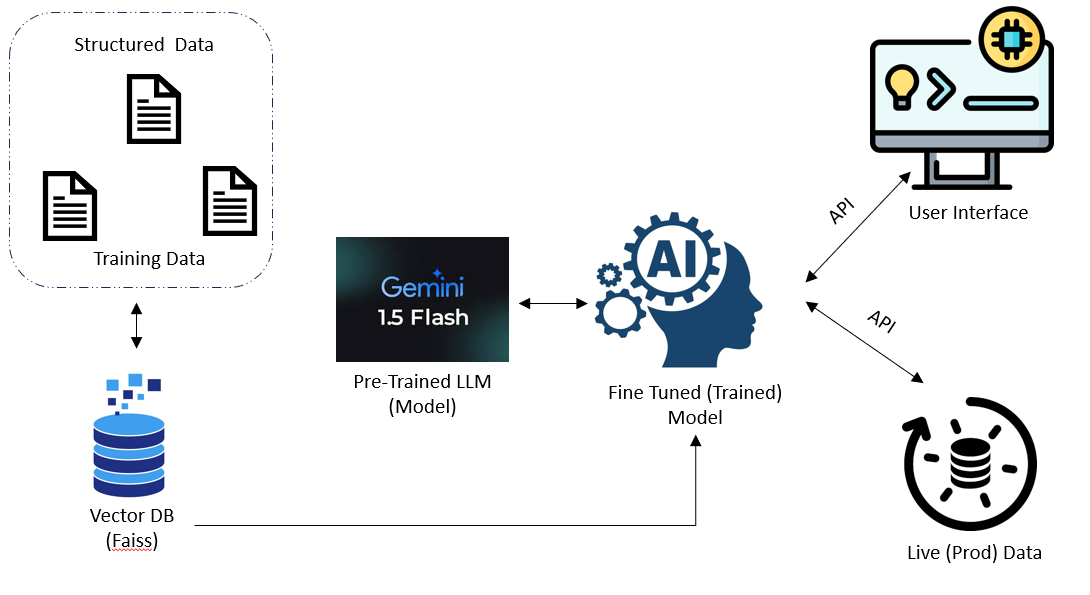 Structured  Data
Training Data
Vector DB
(Faiss)
Gemini
1.5 Flash
Pre-Trained LLM
(Model)
AI
Fine Tuned (Trained)
Model
API
User Interface
API
Live (Prod) Data